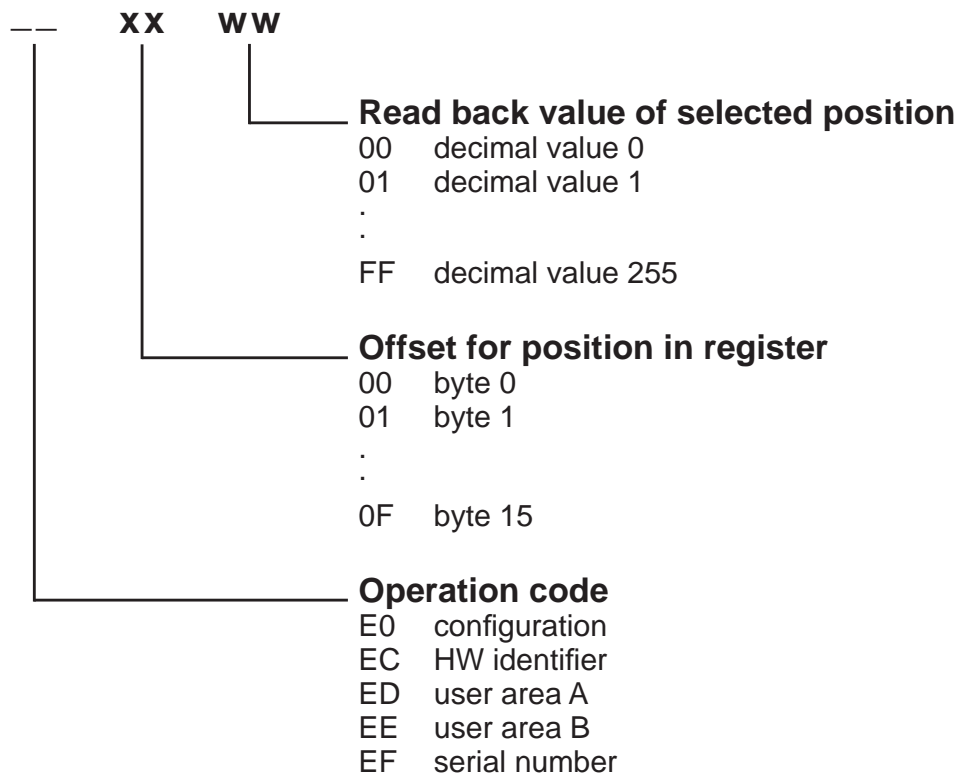 __ xx ww
Read back value of selected position
00 decimal value 0
01 decimal value 1
.
.
FF decimal value 255
Offset for position in register
00 byte 0
01 byte 1
.
.
0F byte 15
Operation code
E0 configuration
EC HW identifier
ED user area A
EE user area B
EF serial number